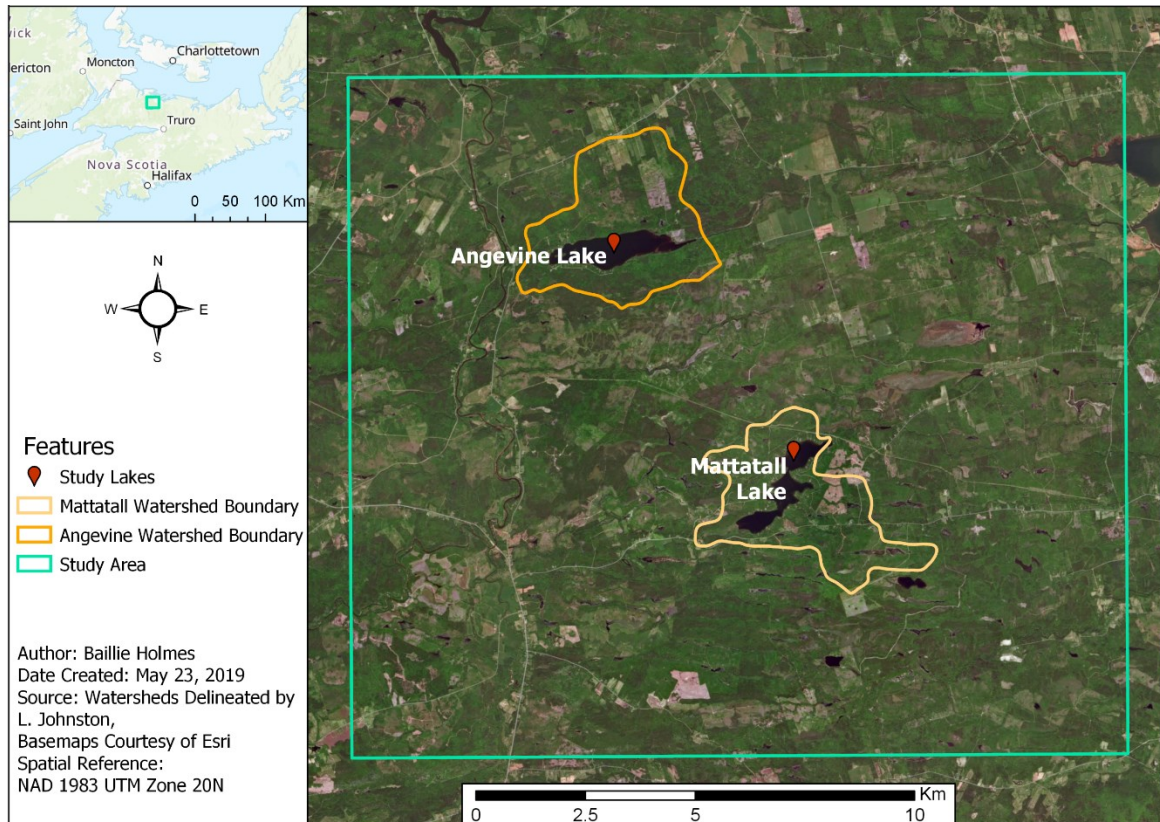 wick
Charlottetown
Moncton
ericton
Saint John
Truro
Nova Scotia
Halifax
0 50 100 Km
N
W E
S
Features
Study Lakes
Mattatall Watershed Boundary
Angevine Watershed Boundary
Study Area
Author: Baillie Holmes
Date Created: May 23, 2019
Source: Watersheds Delineated by
L. Johnston,
Basemaps Courtesy of Esri
Spatial Reference:
NAD 1983 UTM Zone 20N
Angevine Lake
Mattatall
Lake
Km
0 2.5 5 10